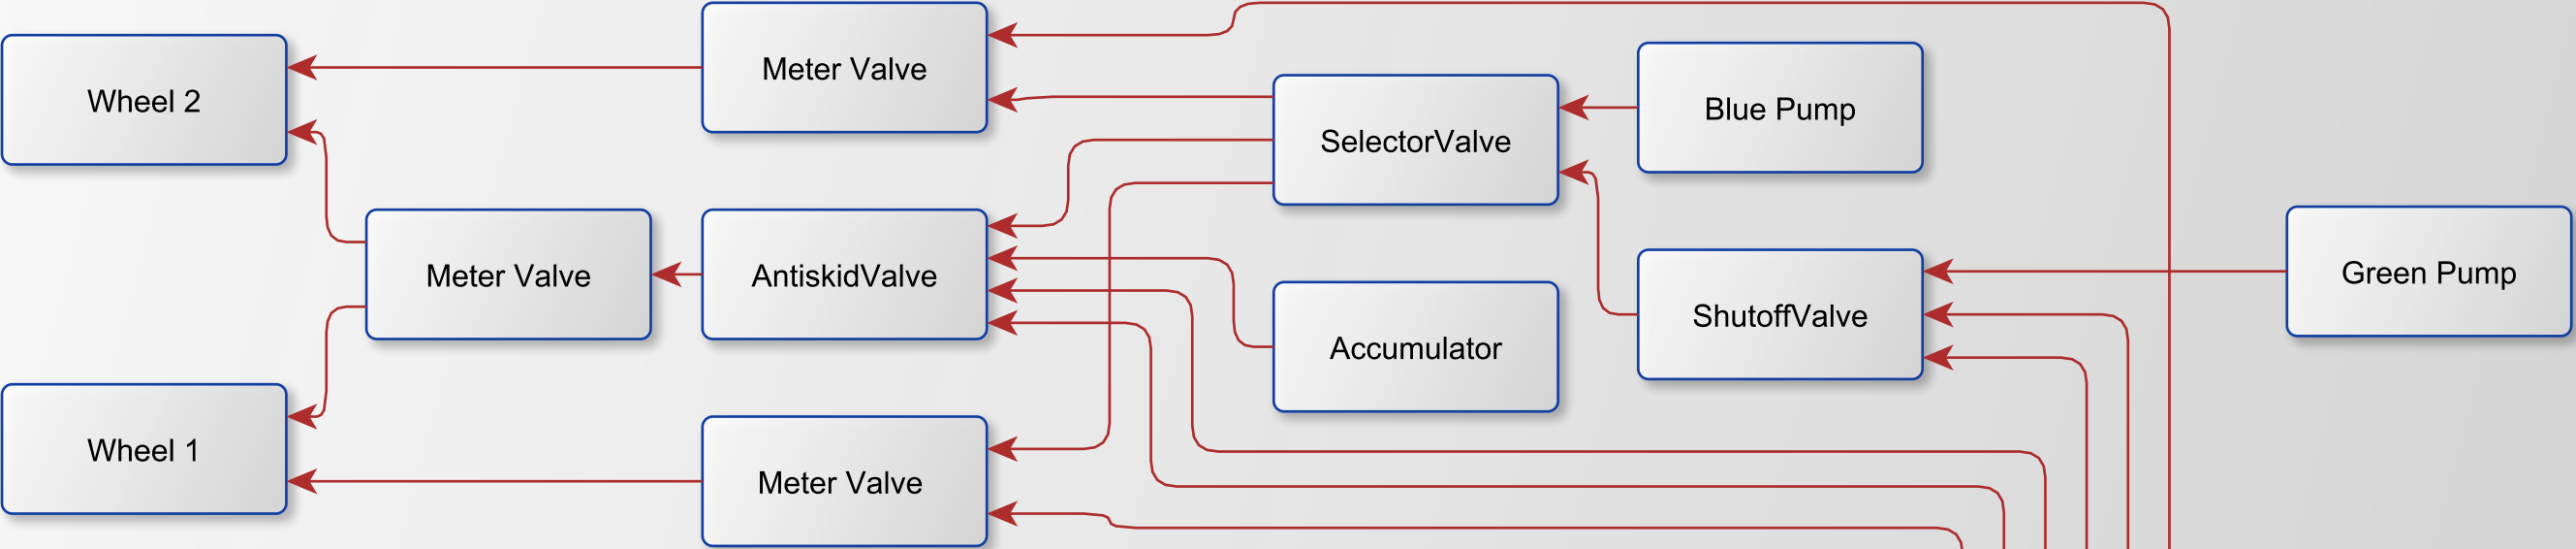 Meter Valve
Wheel 2
Blue Pump
SelectorValve
Meter Valve
AntiskidValve
Green Pump
ShutoffValve
Accumulator
Wheel 1
Meter Valve